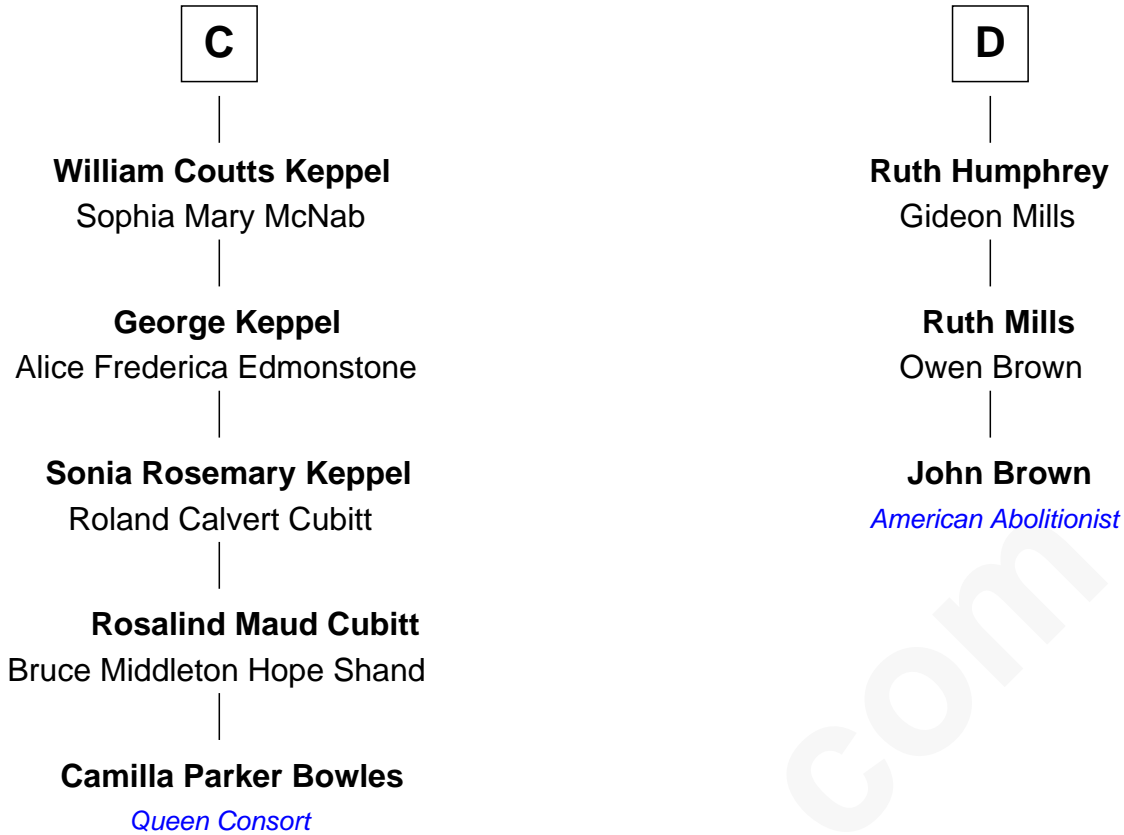 C
William Coutts Keppel
Sophia Mary McNab
George Keppel
Alice Frederica Edmonstone
Sonia Rosemary Keppel
Roland Calvert Cubitt
Rosalind Maud Cubitt
Bruce Middleton Hope Shand
Camilla Parker Bowles
Queen Consort
D
Ruth Humphrey
Gideon Mills
Ruth Mills
Owen Brown
John Brown
American Abolitionist
com